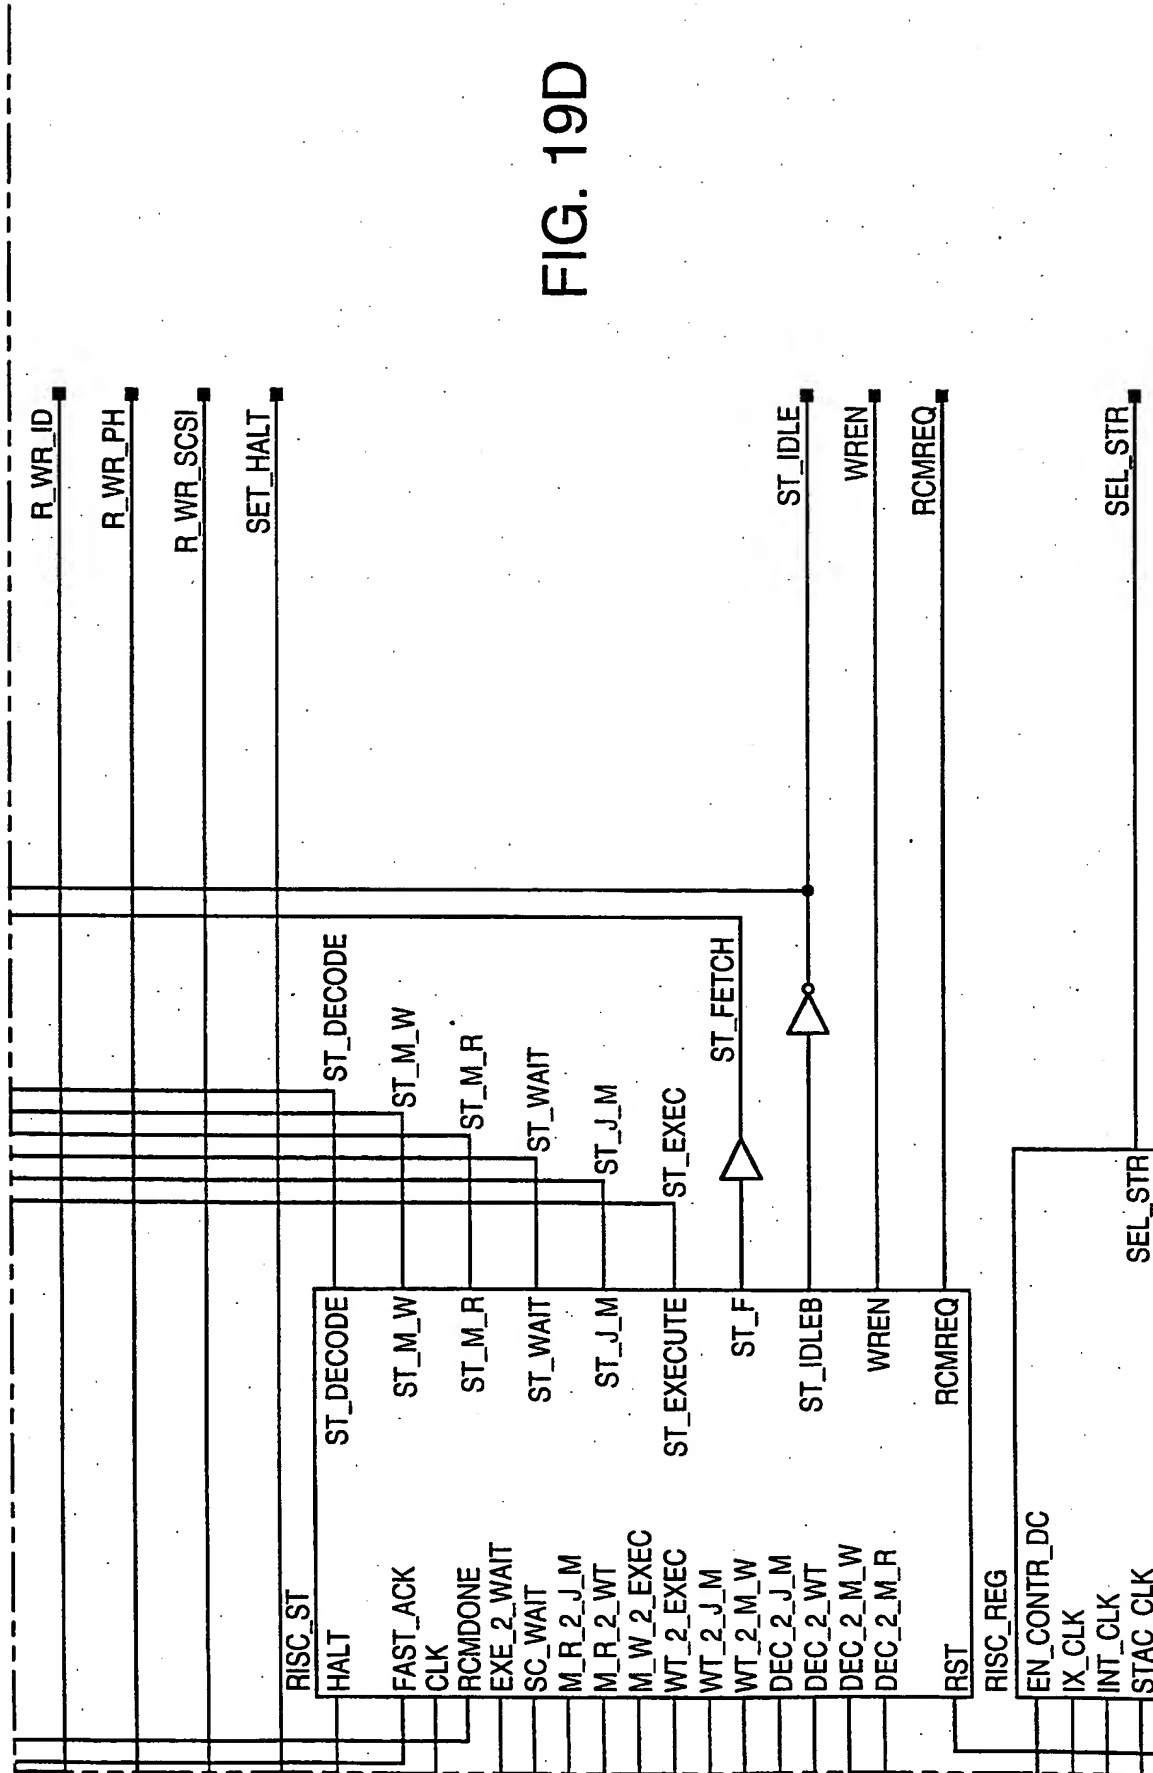 FIG. 19D
R_WR_ID
R_WR_PH
R_WR_SCSI
SET_HALT
ST_IDLE
WREN
RCMREQ
SEL_STR
ST_DECODE
ST_M_W
ST_M_R
ST_WAIT
ST_J_M
ST_EXEC
ST_FETCH
RISC_ST
ST_DECODE
ST_M_W
ST_M_R
ST_WAIT
ST_J_M
ST_EXECUTE
ST_F
ST_IDLEB
WREN
RCMREQ
HALT
FAST_ACK
CLK
RCMDONE
EXE_2_WAIT
SC_WAIT
M_R_2_J_M
M_R_2_WT
M_W_2_EXEC
WT_2_EXEC
WT_2_J_M
WT_2_M_W
DEC_2_J_M
DEC_2_WT
DEC_2_M_W
DEC_2_M_R
RST
RISC_REG
EN_CONTR_DC
IX_CLK
INT_CLK
STAC_CLK
SEL_STR